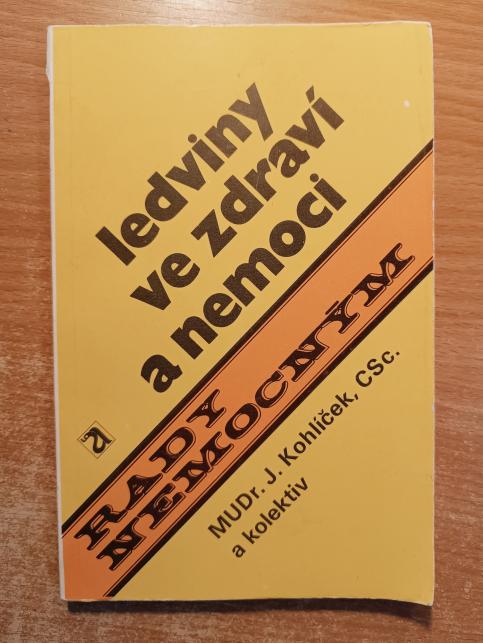 ledviny
ve zdraví
a nemoci
RADY
NEMOCNÝM
MUDr. J. Kohlíček, CSc.
a kolektiv
a